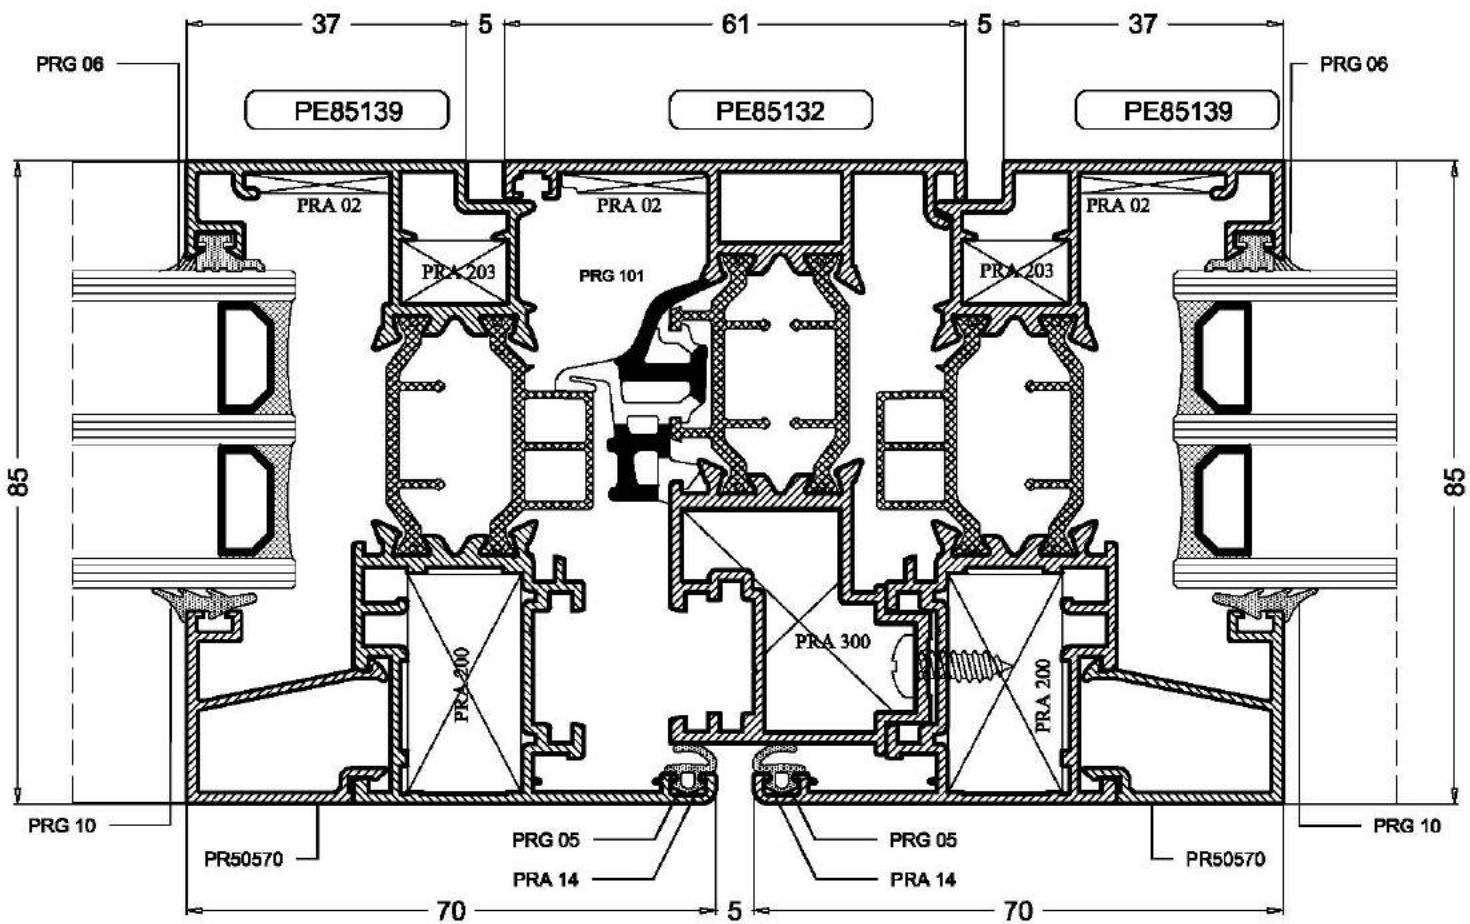 37 5 61 5 37
PRG 06 PRG 06
PE85139 PE85132 PE85139
PRA 02 PRA 02 PRA 02
PRA 203 PRG 101 PRA 203
85 85
PRA 300
PRA 200 PRA 200
PRG 10 PRG 05 PRG 05 PRG 10
PR50570 PR50570
PRA 14 PRA 14
70 5 70